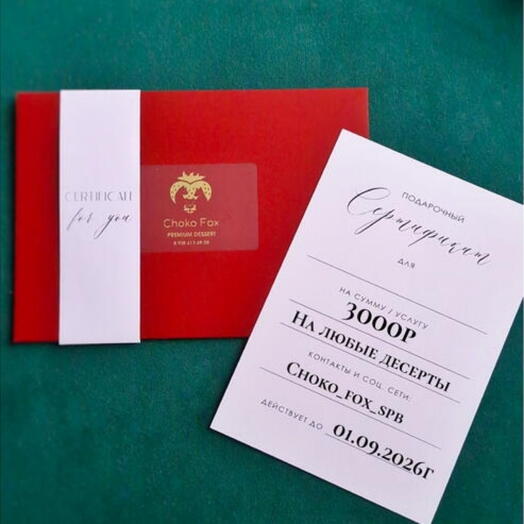 CERTIFICATE
for you
Choko Fox
PREMIUM DESSERT
ПОДАРОЧНЫЙ
Сертификат
ДЛЯ
НА СУММУ / УСЛУГУ
3000Р
На любые десерты
КОНТАКТЫ И СОЦ. СЕТИ:
Choko_fox_spb
ДЕЙСТВУЕТ ДО 01.09.2026г